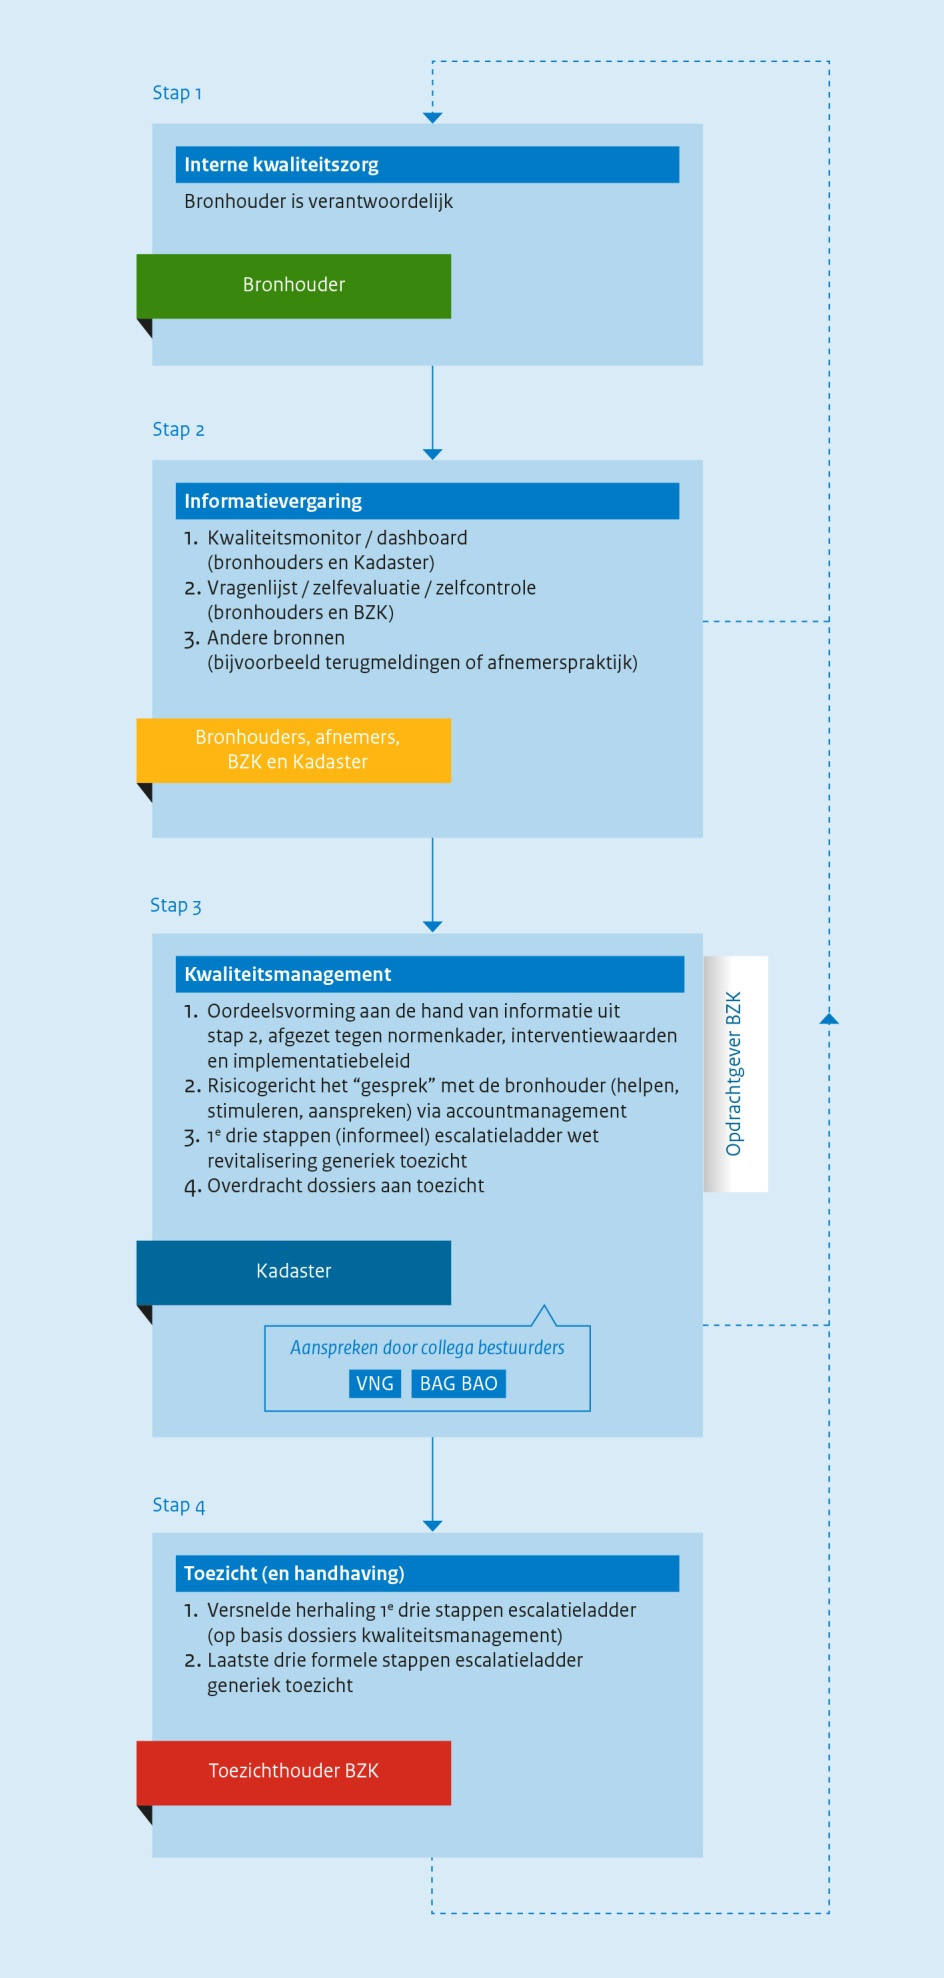 Stap 1
Interne kwaliteitszorg
Bronhouder is verantwoordelijk
Bronhouder
Stap 2
Informatievergaring
1. Kwaliteitsmonitor / dashboard
(bronhouders en Kadaster)
2. Vragenlijst / zelfevaluatie / zelfcontrole
(bronhouders en BZK)
3. Andere bronnen
(bijvoorbeeld terugmeldingen of afnemerspraktijk)
Bronhouders, afnemers,
BZK en Kadaster
Stap 3
Kwaliteitsmanagement
1. Oordeelsvorming aan de hand van informatie uit
stap 2, afgezet tegen normenkader, interventiewaarden
en implementatiebeleid
2. Risicogericht het “gesprek” met de bronhouder (helpen,
stimuleren, aanspreken) via accountmanagement
3. 1ᵉ drie stappen (informeel) escalatieladder wet
revitalisering generiek toezicht
4. Overdracht dossiers aan toezicht
Opdrachtgever BZK
Kadaster
Aanspreken door collega bestuurders
VNG BAG BAO
Stap 4
Toezicht (en handhaving)
1. Versnelde herhaling 1ᵉ drie stappen escalatieladder
(op basis dossiers kwaliteitsmanagement)
2. Laatste drie formele stappen escalatieladder
generiek toezicht
Toezichthouder BZK